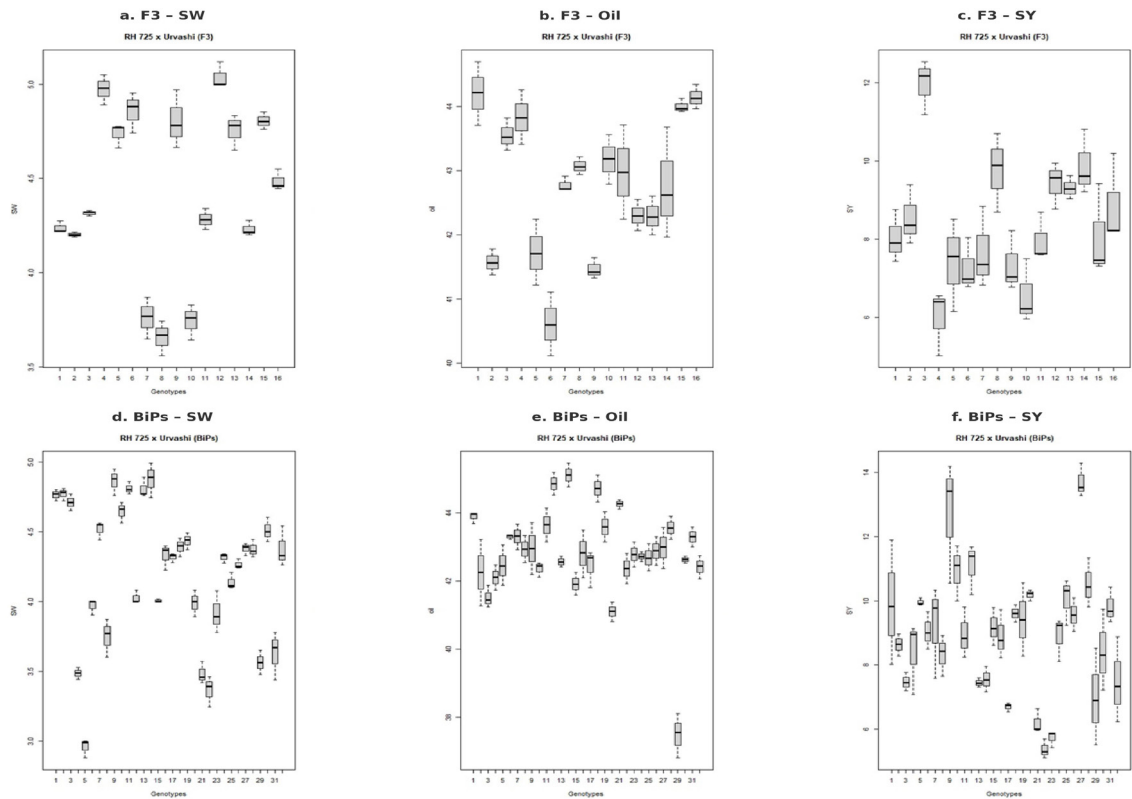 a. F3 – SW
RH 725 x Urvashi (F3)
SW
5.0
4.5
4.0
3.5
1 2 3 4 5 6 7 8 9 10 11 12 13 14 15 16
Genotypes
b. F3 – Oil
RH 725 x Urvashi (F3)
oil
44
43
42
41
40
1 2 3 4 5 6 7 8 9 10 11 12 13 14 15 16
Genotypes
c. F3 – SY
RH 725 x Urvashi (F3)
SY
12
10
8
6
1 2 3 4 5 6 7 8 9 10 11 12 13 14 15 16
Genotypes
d. BiPs – SW
RH 725 x Urvashi (BiPs)
SW
5.0
4.5
4.0
3.5
3.0
1 3 5 7 9 11 13 15 17 19 21 23 25 27 29 31
Genotypes
e. BiPs – Oil
RH 725 x Urvashi (BiPs)
oil
44
42
40
38
1 3 5 7 9 11 13 15 17 19 21 23 25 27 29 31
Genotypes
f. BiPs – SY
RH 725 x Urvashi (BiPs)
SY
14
12
10
8
6
1 3 5 7 9 11 13 15 17 19 21 23 25 27 29 31
Genotypes